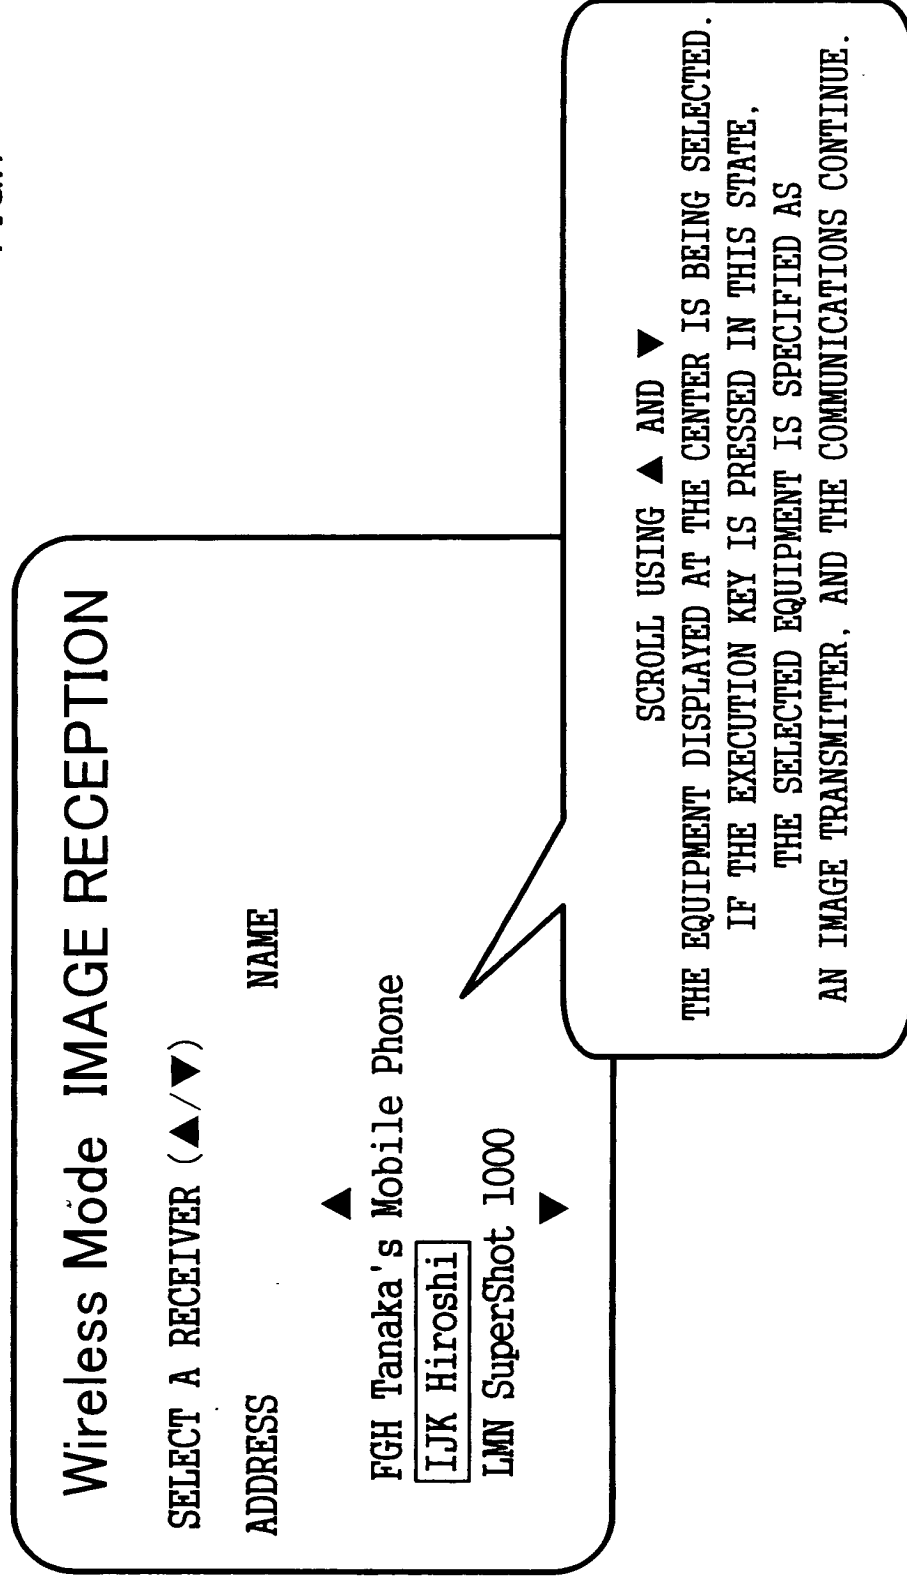 Wireless Mode IMAGE RECEPTION
SELECT A RECEIVER (▲/▼)
ADDRESS NAME
▲
FGH Tanaka's Mobile Phone
IJK Hiroshi
LMN SuperShot 1000
▼
SCROLL USING ▲ AND ▼
THE EQUIPMENT DISPLAYED AT THE CENTER IS BEING SELECTED.
IF THE EXECUTION KEY IS PRESSED IN THIS STATE,
THE SELECTED EQUIPMENT IS SPECIFIED AS
AN IMAGE TRANSMITTER, AND THE COMMUNICATIONS CONTINUE.